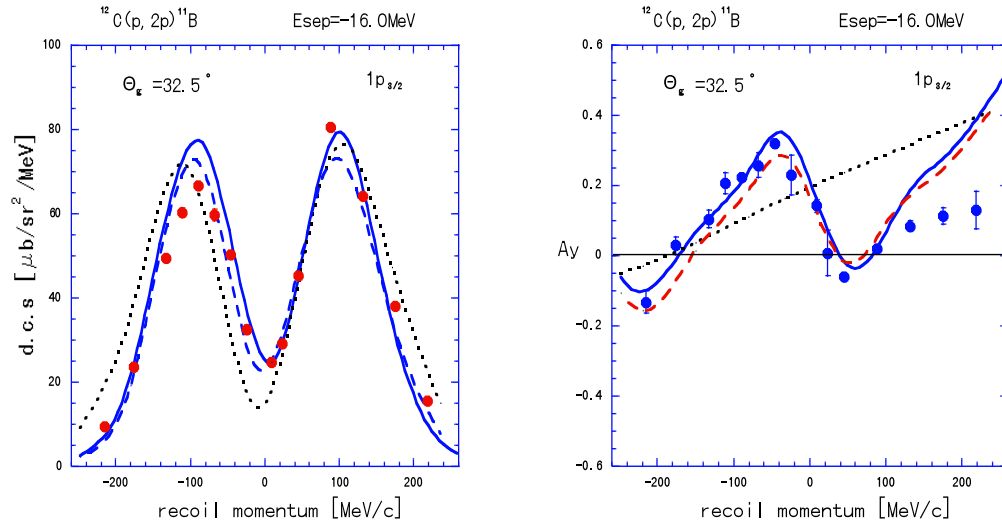 ¹²C(p, 2p)¹¹B Esep=−16.0MeV
Θg =32.5° 1p3/2
d.c.s [μb/sr²/MeV]
100
80
60
40
20
0
−200 −100 0 100 200
recoil momentum [MeV/c]
¹²C(p, 2p)¹¹B Esep=−16.0MeV
Θg =32.5° 1p3/2
Ay
0.6
0.4
0.2
0
−0.2
−0.4
−0.6
−200 −100 0 100 200
recoil momentum [MeV/c]